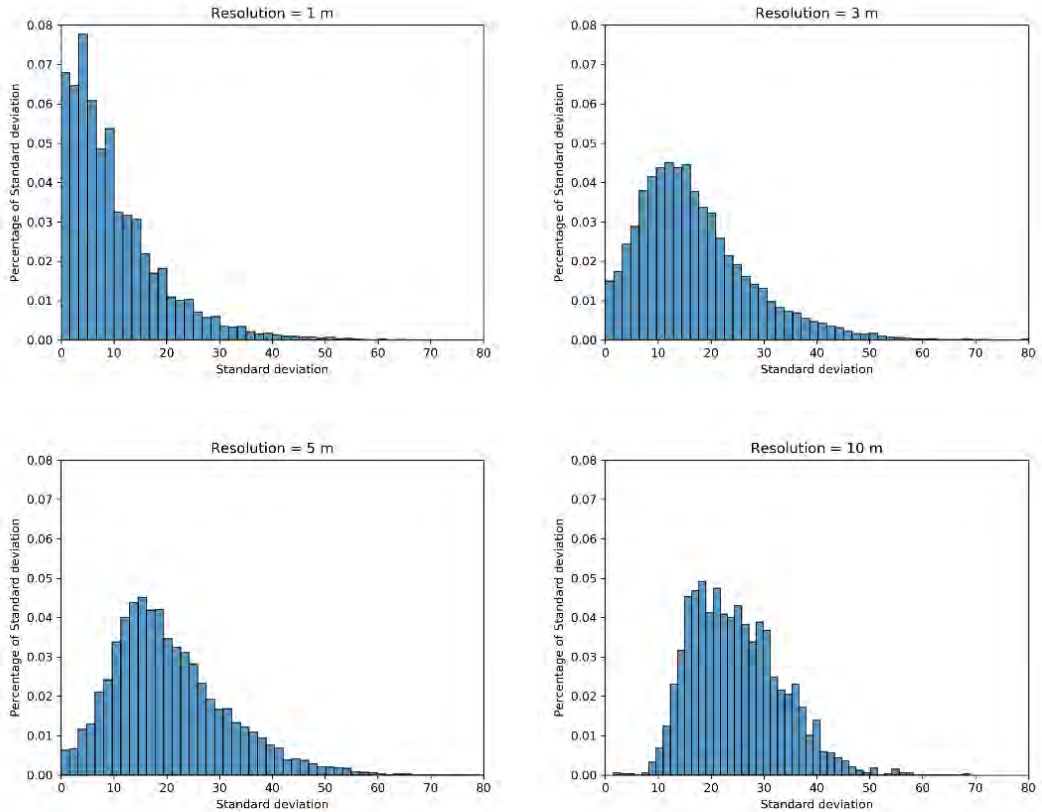 Resolution = 1 m
0.08
0.07
0.06
0.05
0.04
0.03
0.02
0.01
0.00
Percentage of Standard deviation
0 10 20 30 40 50 60 70 80
Standard deviation
Resolution = 3 m
0.08
0.07
0.06
0.05
0.04
0.03
0.02
0.01
0.00
Percentage of Standard deviation
0 10 20 30 40 50 60 70 80
Standard deviation
Resolution = 5 m
0.08
0.07
0.06
0.05
0.04
0.03
0.02
0.01
0.00
Percentage of Standard deviation
0 10 20 30 40 50 60 70 80
Standard deviation
Resolution = 10 m
0.08
0.07
0.06
0.05
0.04
0.03
0.02
0.01
0.00
Percentage of Standard deviation
0 10 20 30 40 50 60 70 80
Standard deviation